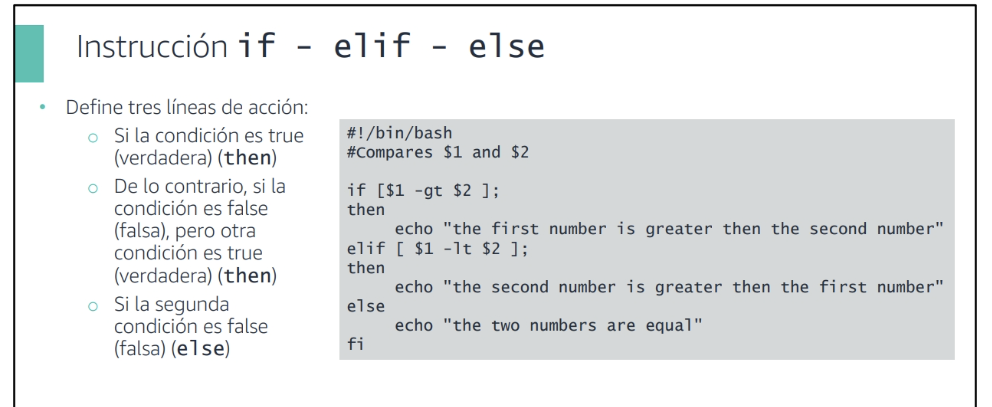 Instrucción if - elif - else
• Define tres líneas de acción:
o Si la condición es true
(verdadera) (then)
o De lo contrario, si la
condición es false
(falsa), pero otra
condición es true
(verdadera) (then)
o Si la segunda
condición es false
(falsa) (else)
#!/bin/bash
#Compares $1 and $2

if [$1 -gt $2 ];
then
     echo "the first number is greater then the second number"
elif [ $1 -lt $2 ];
then
     echo "the second number is greater then the first number"
else
     echo "the two numbers are equal"
fi